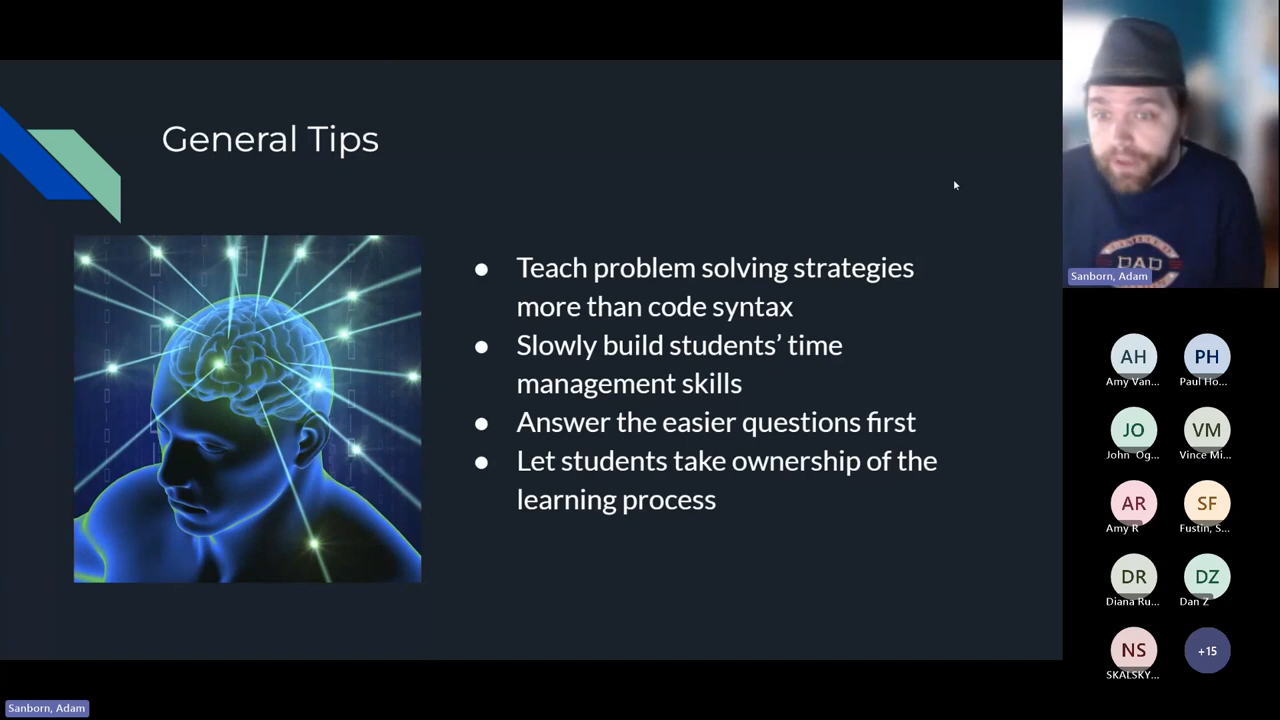 General Tips
● Teach problem solving strategies
more than code syntax
● Slowly build students’ time
management skills
● Answer the easier questions first
● Let students take ownership of the
learning process
DAD
Sanborn, Adam
AH
Amy Van...
PH
Paul Ho...
JO
John Og...
VM
Vince Mi...
AR
Amy R
SF
Fustin, S...
DR
Diana Ru...
DZ
Dan Z
NS
SKALSKY...
+15
Sanborn, Adam